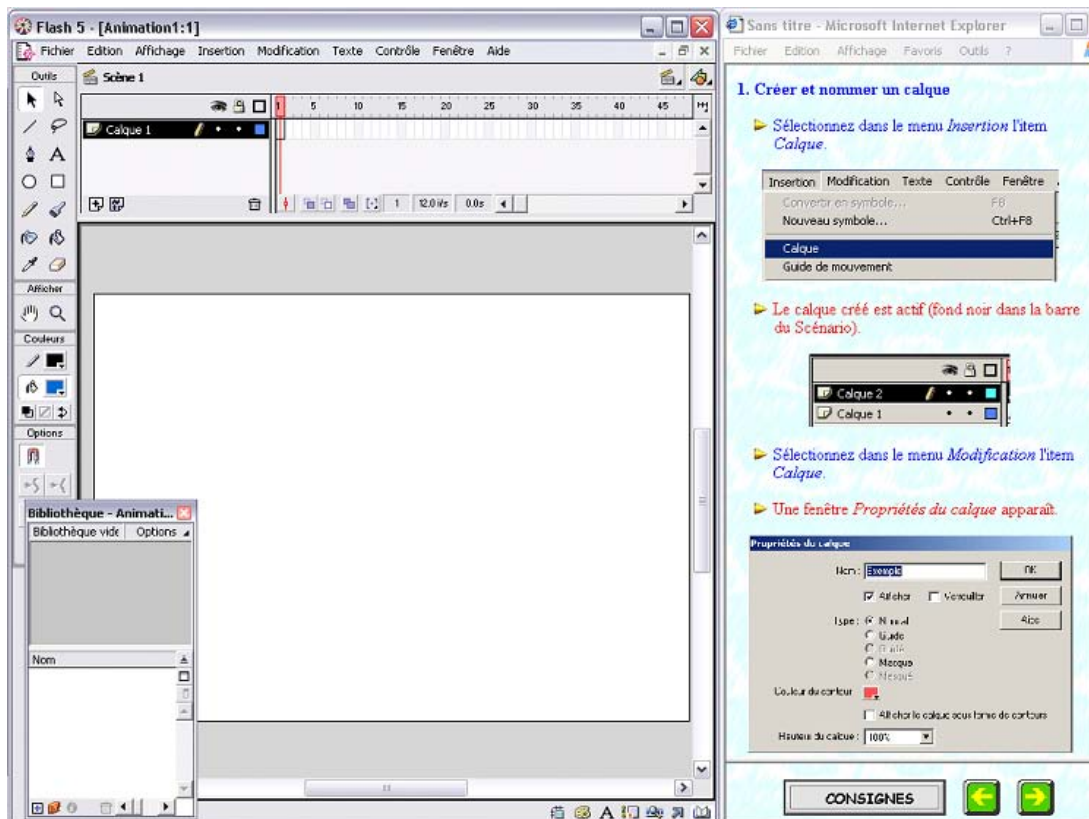 Flash 5 - [Animation1:1]
Fichier Edition Affichage Insertion Modification Texte Contrôle Fenêtre Aide
Outils
Scène 1
1 5 10 15 20 25 30 35 40 45
Calque 1
1 12.0 i/s 0.0s
Afficher
Couleurs
Options
Bibliothèque - Animati...
Bibliothèque vide Options
Nom
Sans titre - Microsoft Internet Explorer
Fichier Edition Affichage Favoris Outils ?
1. Créer et nommer un calque
Sélectionnez dans le menu Insertion l'item
Calque.
Insertion Modification Texte Contrôle Fenêtre
Convertir en symbole... F8
Nouveau symbole... Ctrl+F8
Calque
Guide de mouvement
Le calque créé est actif (fond noir dans la barre
du Scénario).
Calque 2
Calque 1
Sélectionnez dans le menu Modification l'item
Calque.
Une fenêtre Propriétés du calque apparaît.
Propriétés du calque
Nom : Exemple OK
Afficher Verrouiller Annuler
Type : Normal Aide
Guide
Guidé
Masque
Masqué
Couleur du contour
Afficher le calque sous forme de contours
Hauteur du calque : 100%
CONSIGNES